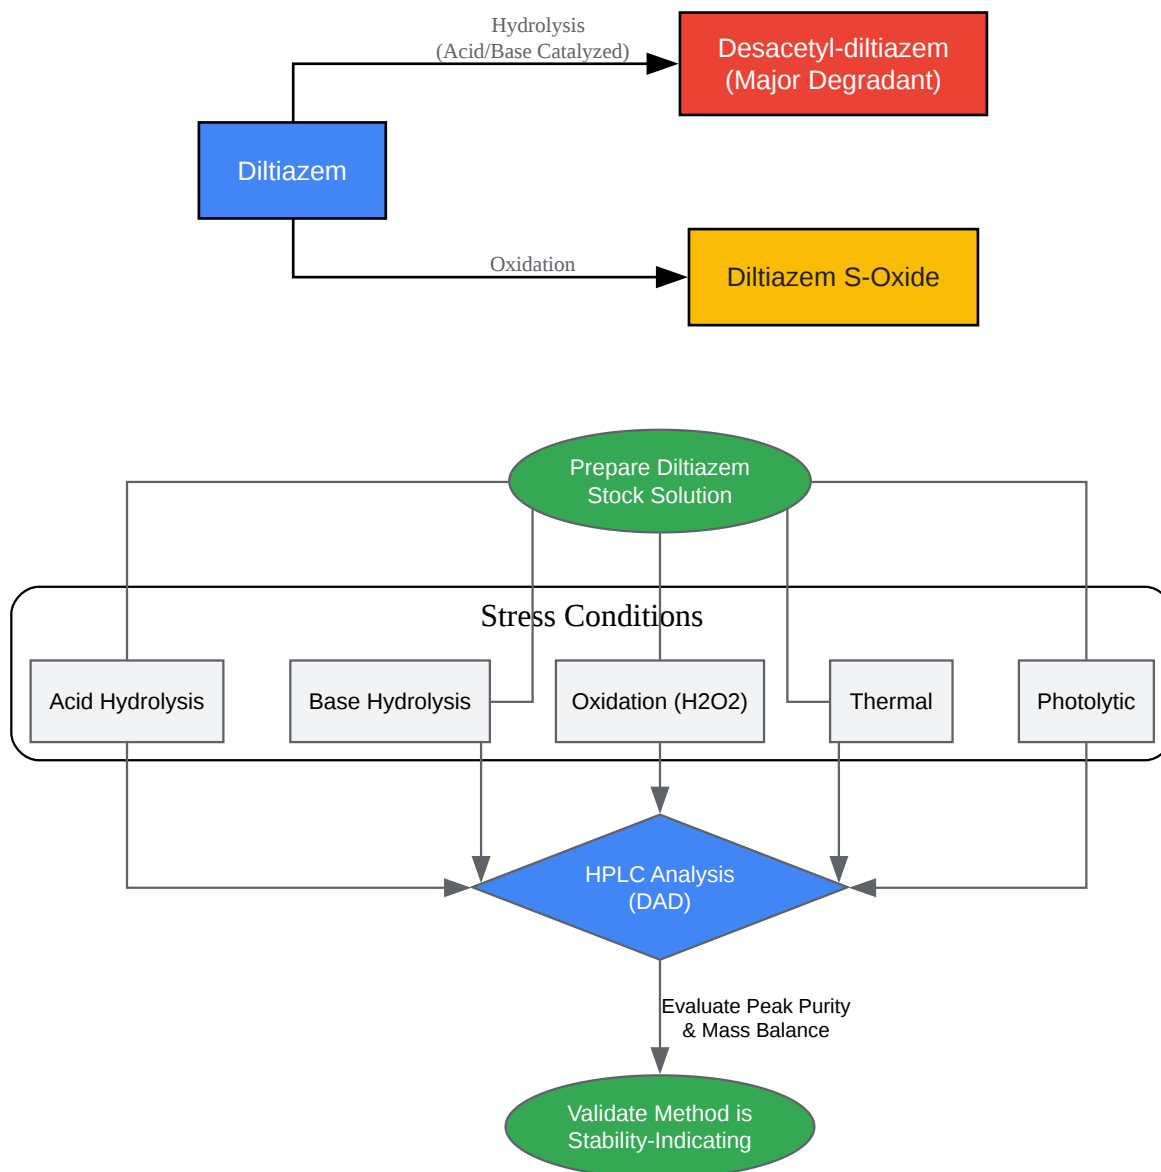 Hydrolysis
(Acid/Base Catalyzed)
Desacetyl-diltiazem
(Major Degradant)
Diltiazem
Oxidation
Diltiazem S-Oxide
Prepare Diltiazem
Stock Solution
Stress Conditions
Acid Hydrolysis
Base Hydrolysis
Oxidation (H2O2)
Thermal
Photolytic
HPLC Analysis
(DAD)
Evaluate Peak Purity
& Mass Balance
Validate Method is
Stability-Indicating